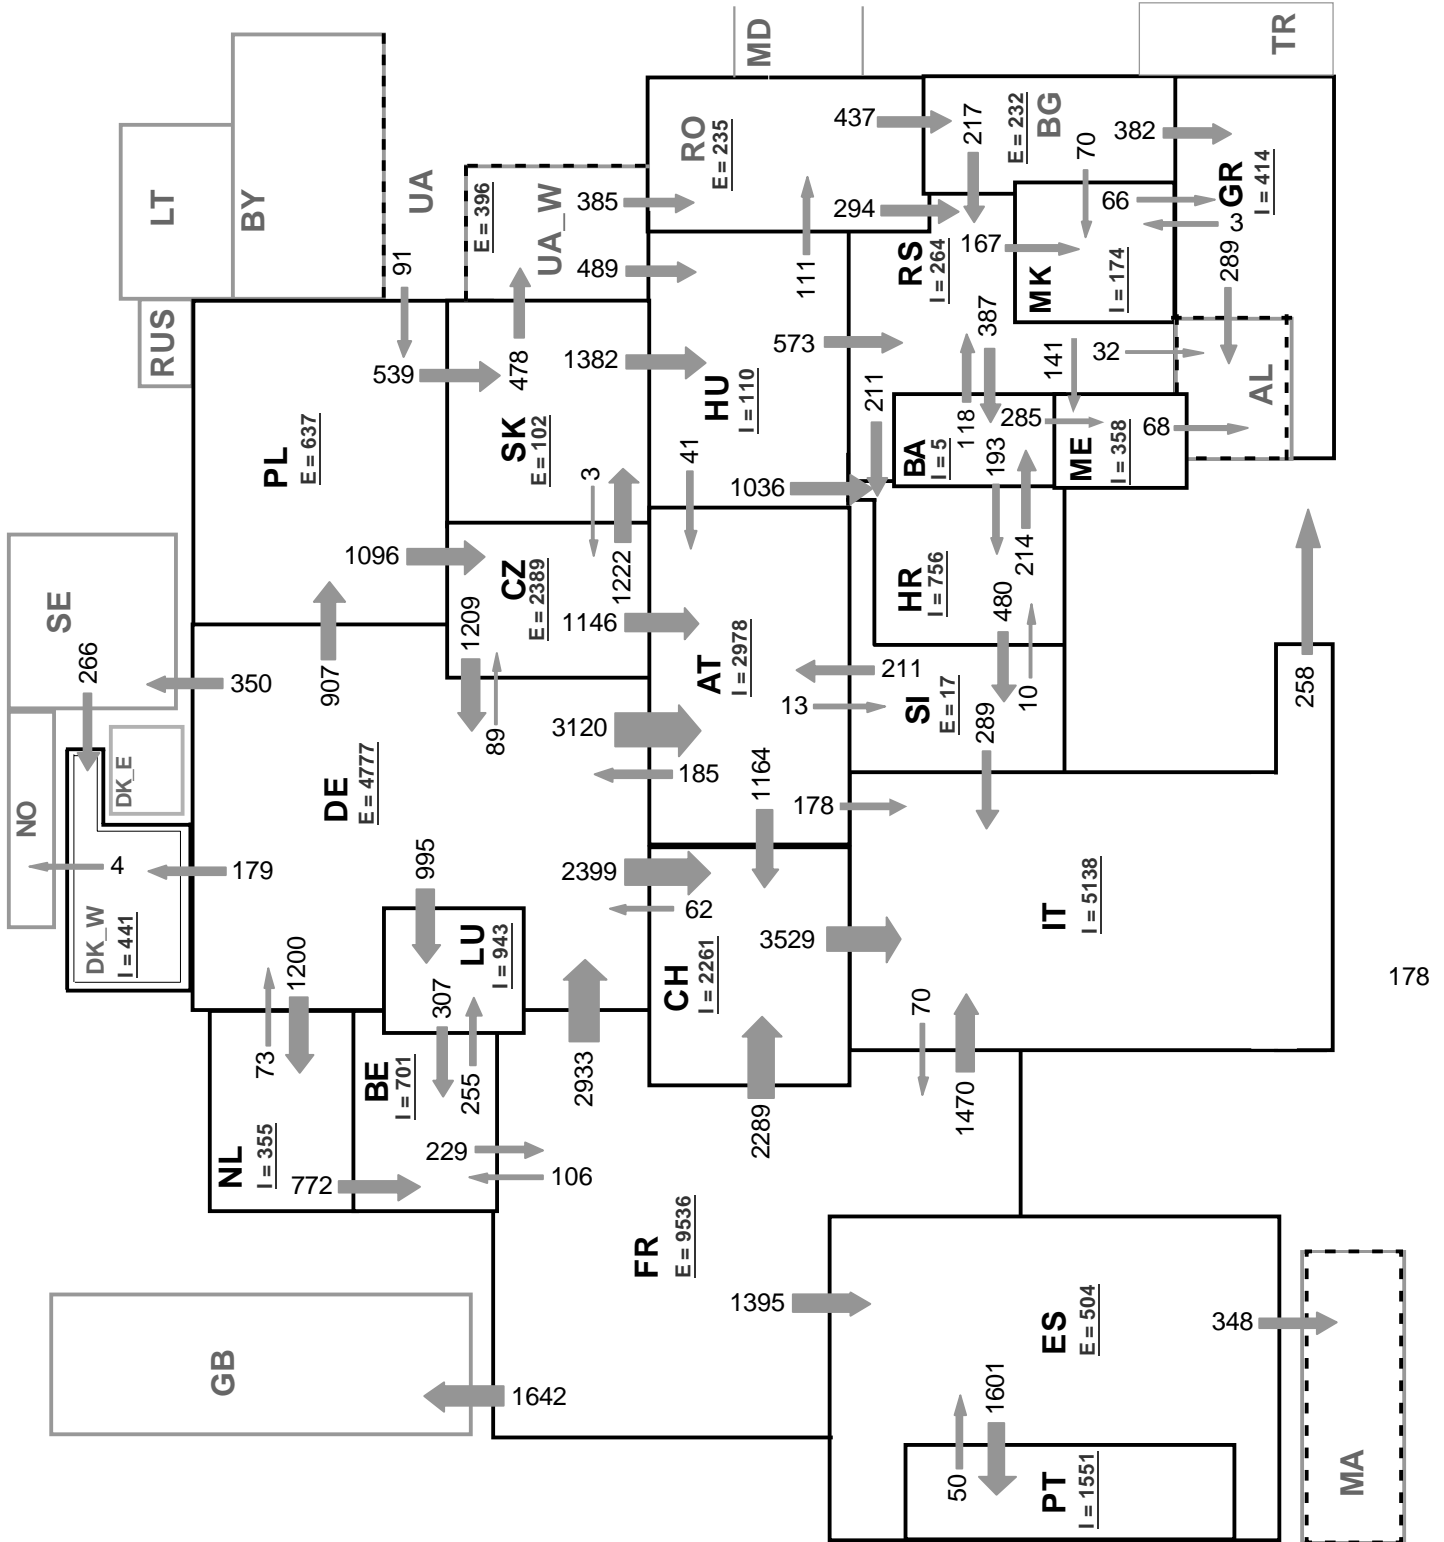 MD
TR
LT
BY
UA
RUS
UA_W
E = 396
RO
E = 235
BG
E = 232
GR
I = 414
RS
I = 264
MK
I = 174
AL
PL
E = 637
SK
E = 102
HU
I = 110
BA
I = 5
ME
I = 358
SE
CZ
E = 2389
AT
I = 2978
HR
I = 756
SI
E = 17
NO
DK_E
DK_W
I = 441
DE
E = 4777
LU
I = 943
CH
I = 2261
IT
I = 5138
NL
I = 355
BE
I = 701
FR
E = 9536
GB
ES
E = 504
PT
I = 1551
MA
437
217
70
382
385
294
66
3
167
289
91
489
111
387
573
141
32
539
478
1382
211
118
285
68
193
41
3
1036
1096
1222
214
480
1209
1146
266
350
907
211
10
258
13
289
89
3120
185
1164
178
4
179
995
2399
62
3529
178
1200
307
70
73
255
2933
2289
1470
229
106
772
1395
348
1642
1601
50